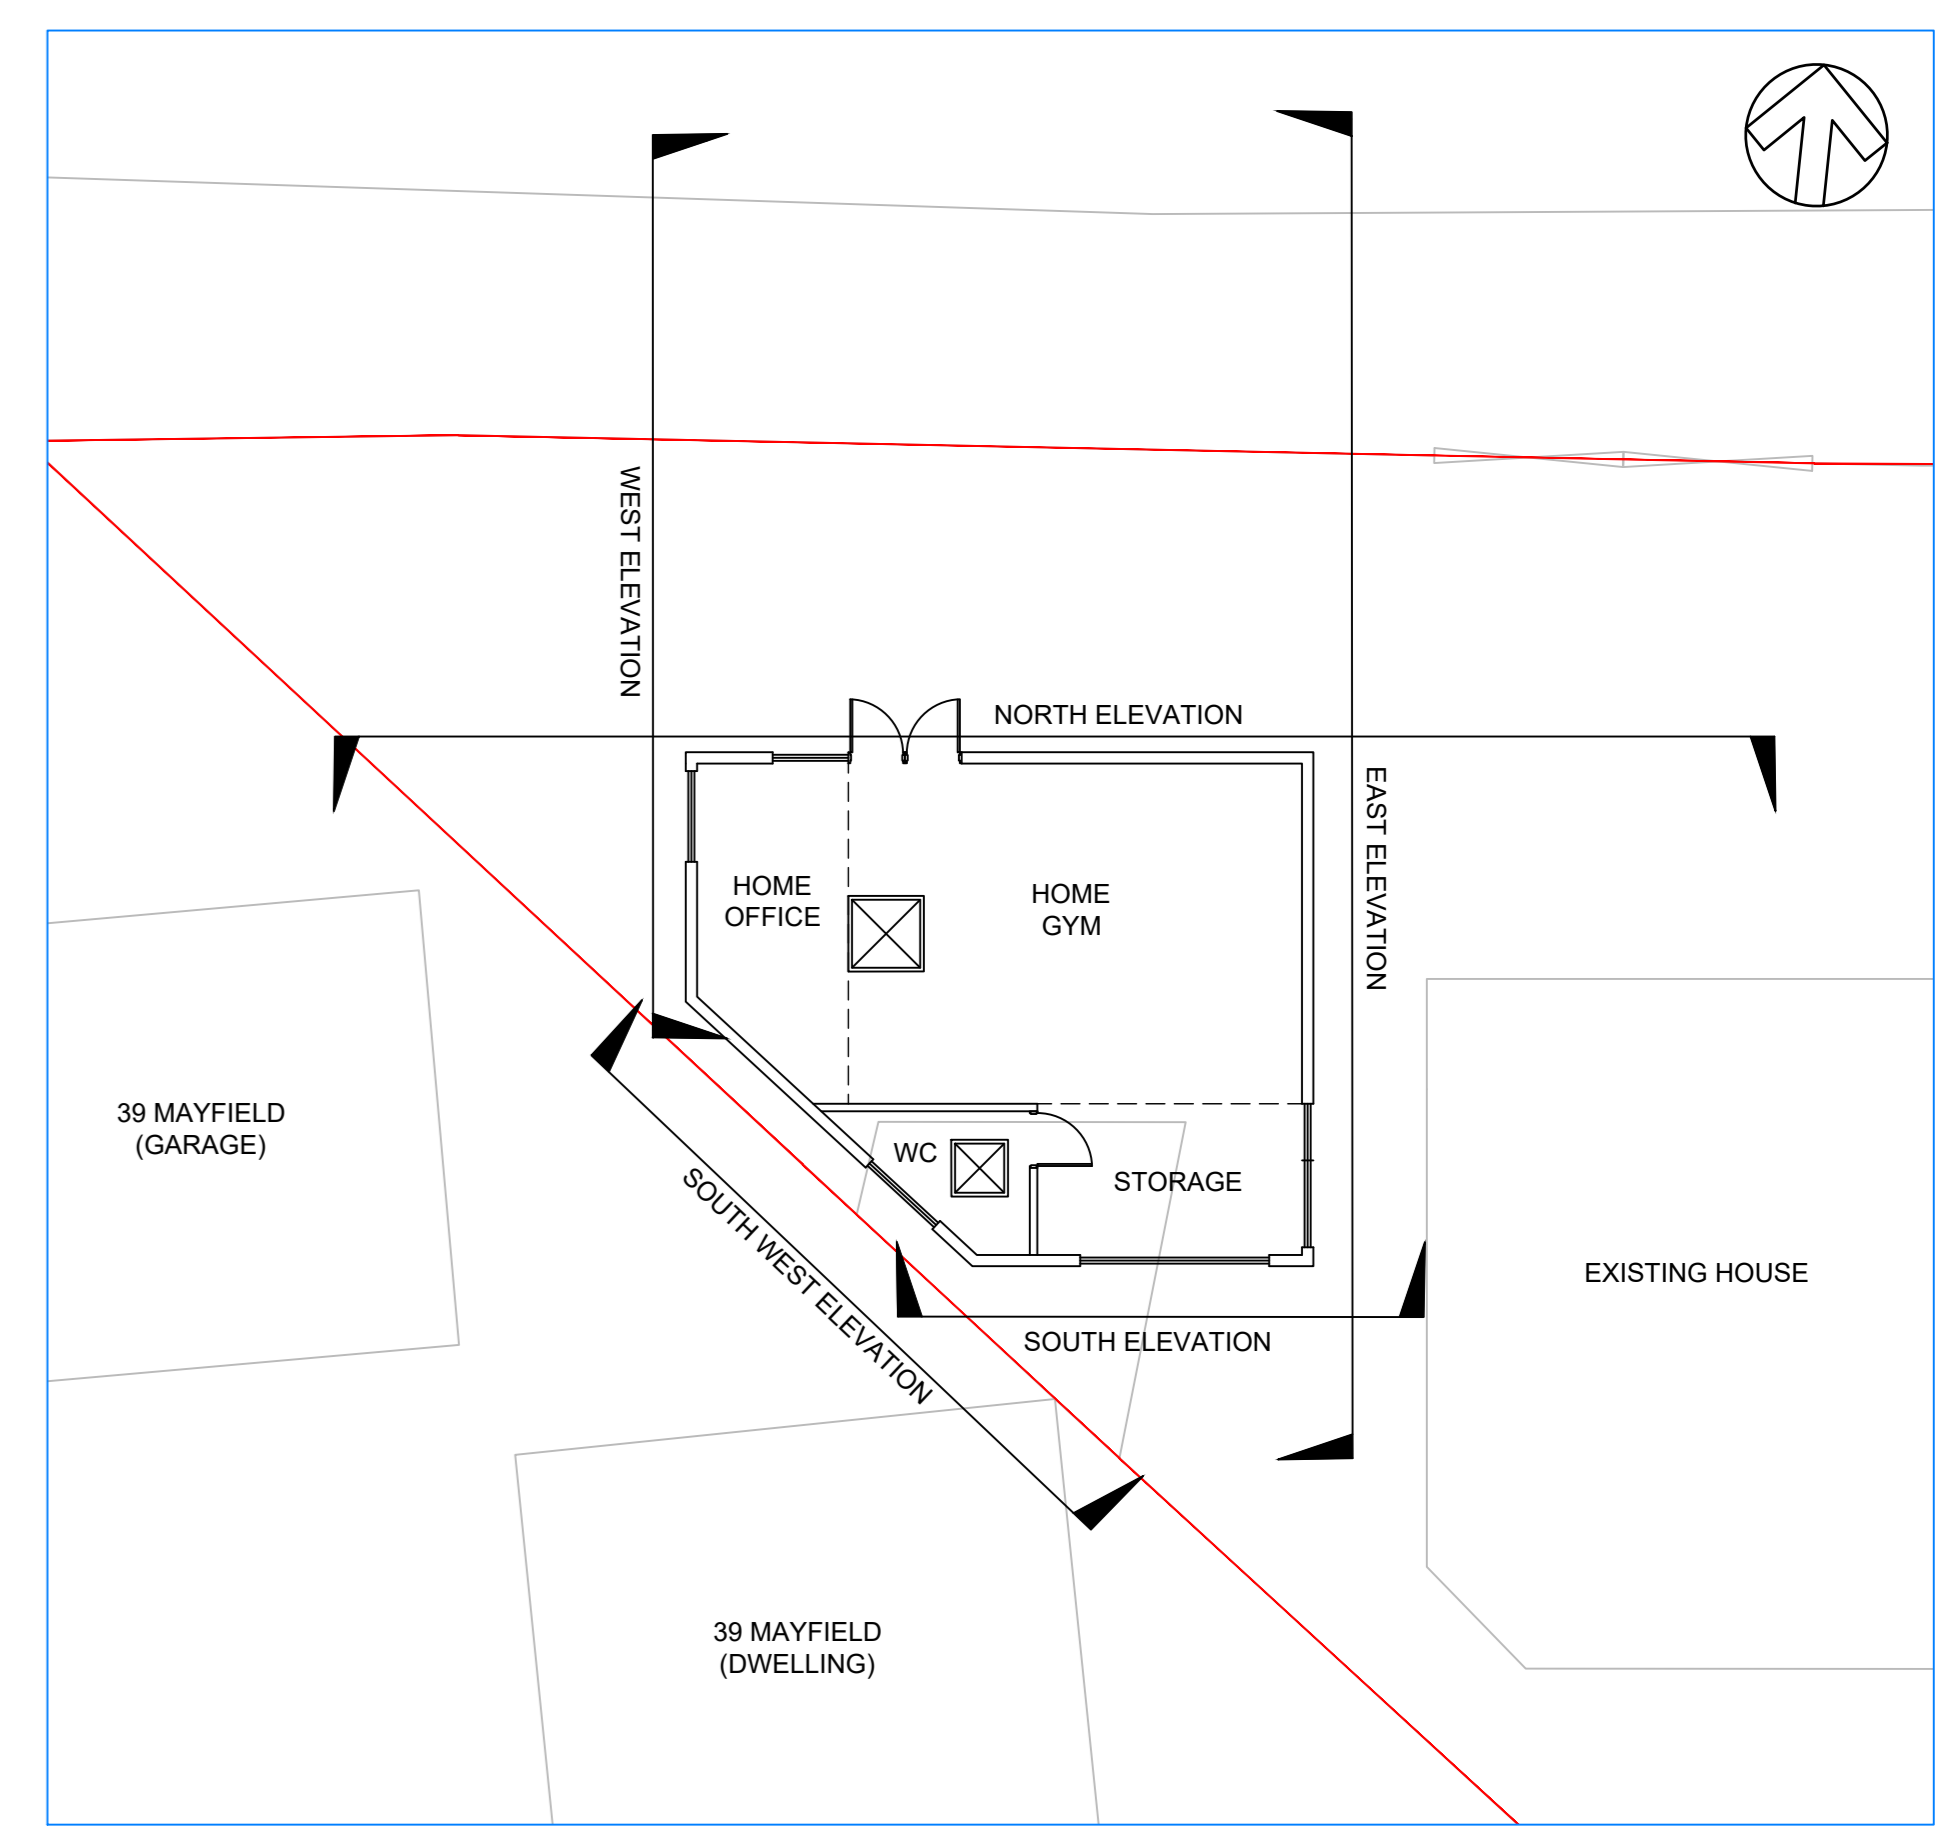 WEST ELEVATION
NORTH ELEVATION
EAST ELEVATION
HOME
OFFICE
HOME
GYM
39 MAYFIELD
(GARAGE)
WC
STORAGE
SOUTH WEST ELEVATION
EXISTING HOUSE
SOUTH ELEVATION
39 MAYFIELD
(DWELLING)